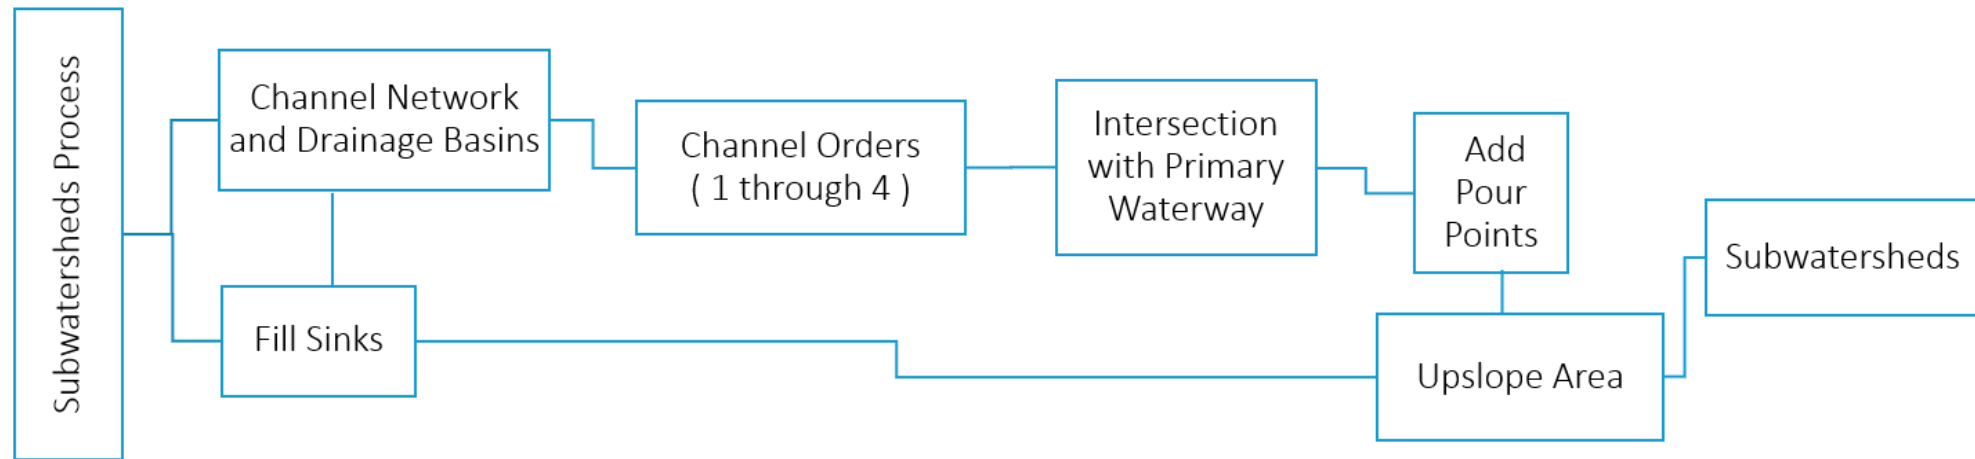 Subwatersheds Process
Channel Network
and Drainage Basins
Channel Orders
( 1 through 4 )
Intersection
with Primary
Waterway
Add
Pour
Points
Subwatersheds
Fill Sinks
Upslope Area